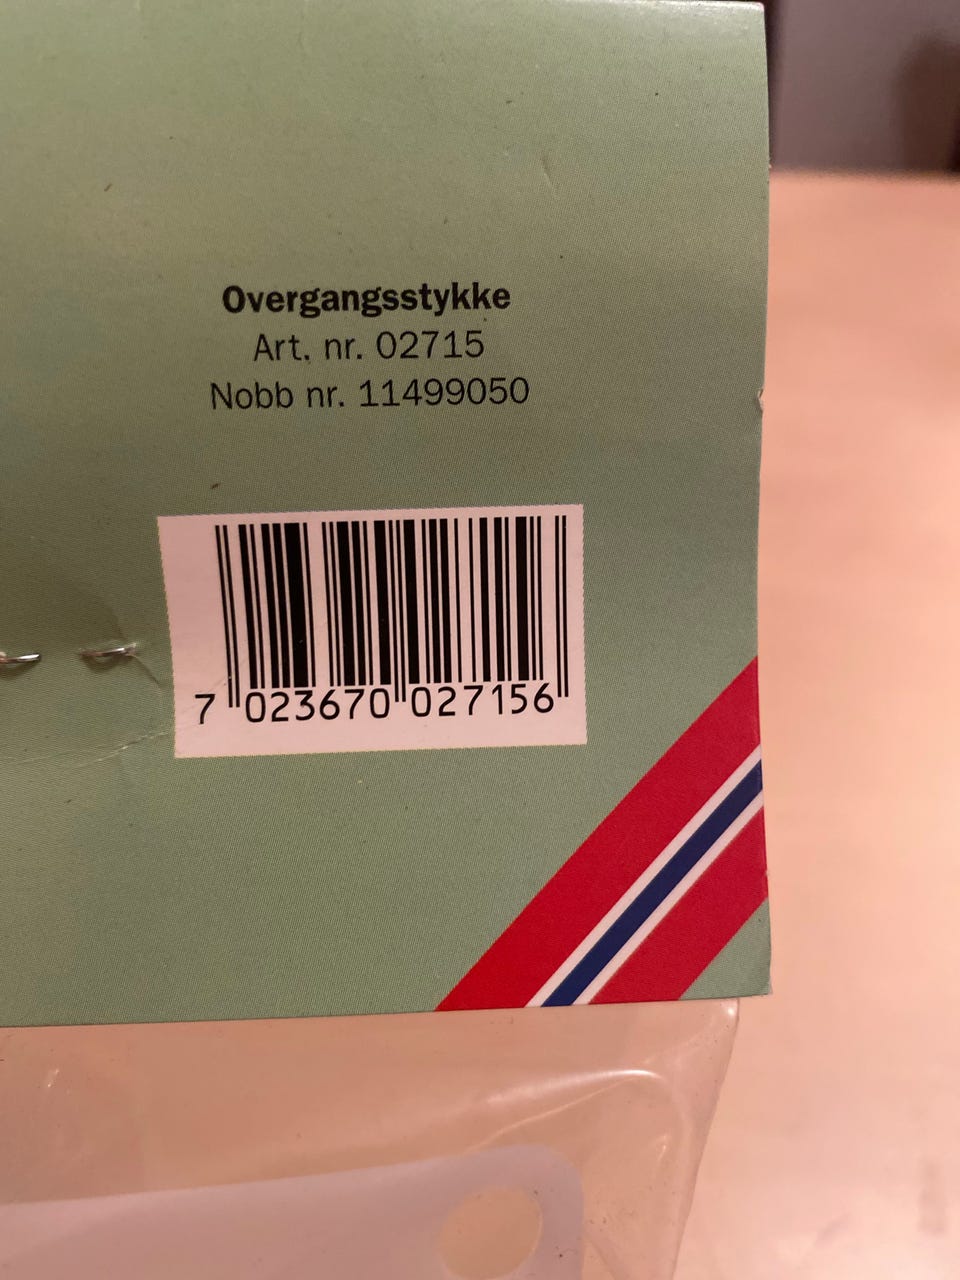 Overgangsstykke
Art. nr. 02715
Nobb nr. 11499050
7 023670 027156